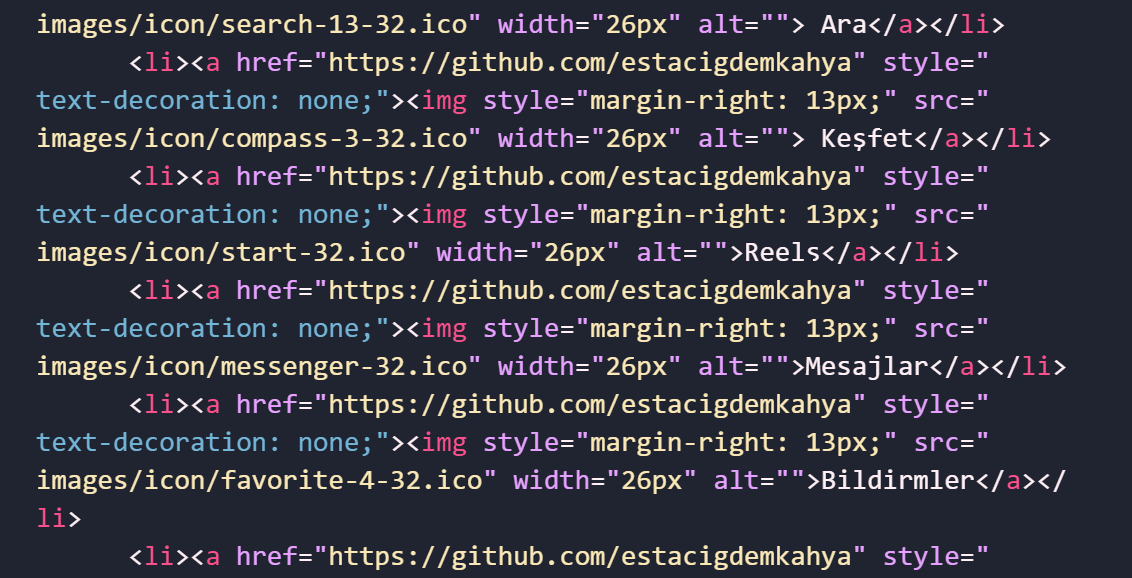 images/icon/search-13-32.ico" width="26px" alt=""> Ara</a></li>
<li><a href="https://github.com/estacigdemkahya" style="
text-decoration: none;"><img style="margin-right: 13px;" src="
images/icon/compass-3-32.ico" width="26px" alt=""> Keşfet</a></li>
<li><a href="https://github.com/estacigdemkahya" style="
text-decoration: none;"><img style="margin-right: 13px;" src="
images/icon/start-32.ico" width="26px" alt="">Reels</a></li>
<li><a href="https://github.com/estacigdemkahya" style="
text-decoration: none;"><img style="margin-right: 13px;" src="
images/icon/messenger-32.ico" width="26px" alt="">Mesajlar</a></li>
<li><a href="https://github.com/estacigdemkahya" style="
text-decoration: none;"><img style="margin-right: 13px;" src="
images/icon/favorite-4-32.ico" width="26px" alt="">Bildirmler</a></
li>
<li><a href="https://github.com/estacigdemkahya" style="